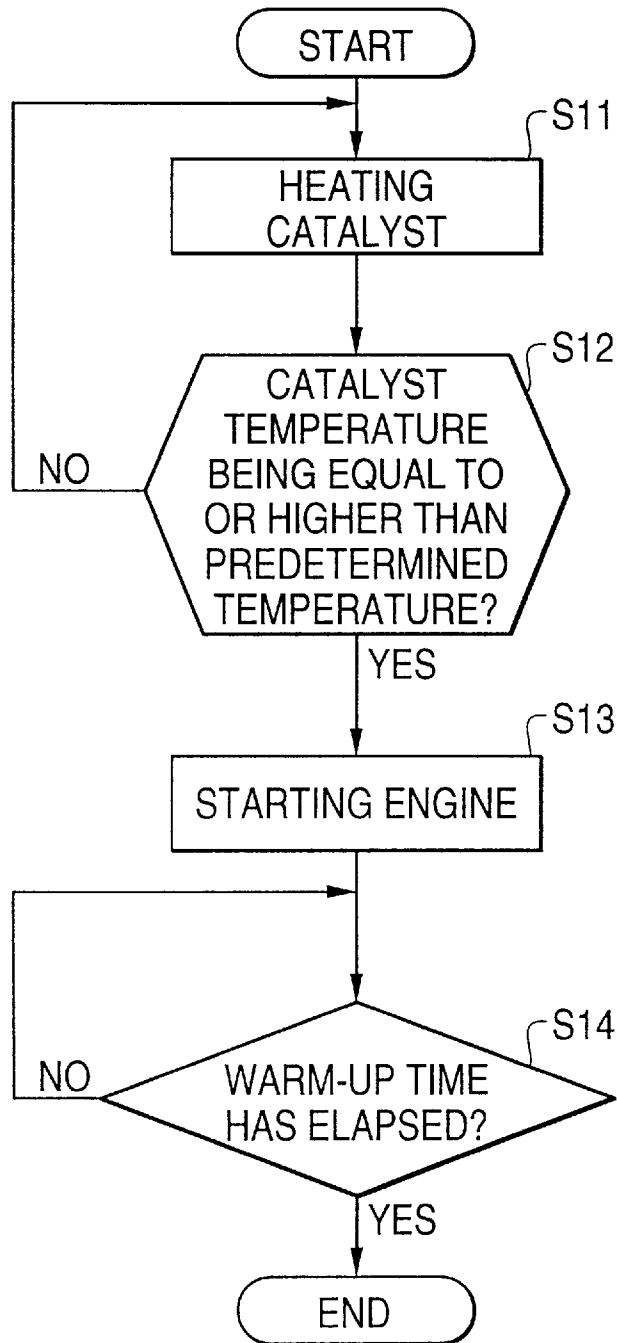 START
S11
HEATING
CATALYST
S12
CATALYST
TEMPERATURE
BEING EQUAL TO
OR HIGHER THAN
PREDETERMINED
TEMPERATURE?
NO
YES
S13
STARTING ENGINE
S14
WARM-UP TIME
HAS ELAPSED?
NO
YES
END